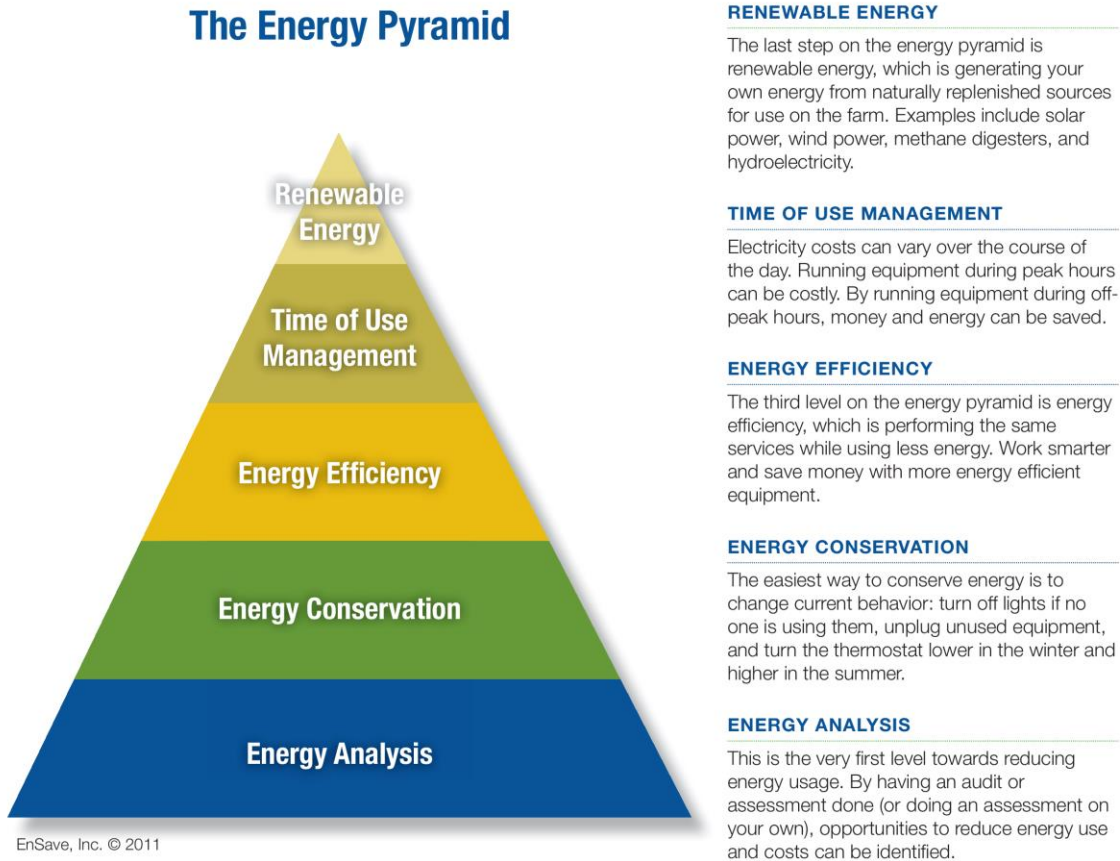 The Energy Pyramid
Renewable
Energy
Time of Use
Management
Energy Efficiency
Energy Conservation
Energy Analysis
EnSave, Inc. © 2011
RENEWABLE ENERGY
The last step on the energy pyramid is
renewable energy, which is generating your
own energy from naturally replenished sources
for use on the farm. Examples include solar
power, wind power, methane digesters, and
hydroelectricity.
TIME OF USE MANAGEMENT
Electricity costs can vary over the course of
the day. Running equipment during peak hours
can be costly. By running equipment during off-
peak hours, money and energy can be saved.
ENERGY EFFICIENCY
The third level on the energy pyramid is energy
efficiency, which is performing the same
services while using less energy. Work smarter
and save money with more energy efficient
equipment.
ENERGY CONSERVATION
The easiest way to conserve energy is to
change current behavior: turn off lights if no
one is using them, unplug unused equipment,
and turn the thermostat lower in the winter and
higher in the summer.
ENERGY ANALYSIS
This is the very first level towards reducing
energy usage. By having an audit or
assessment done (or doing an assessment on
your own), opportunities to reduce energy use
and costs can be identified.